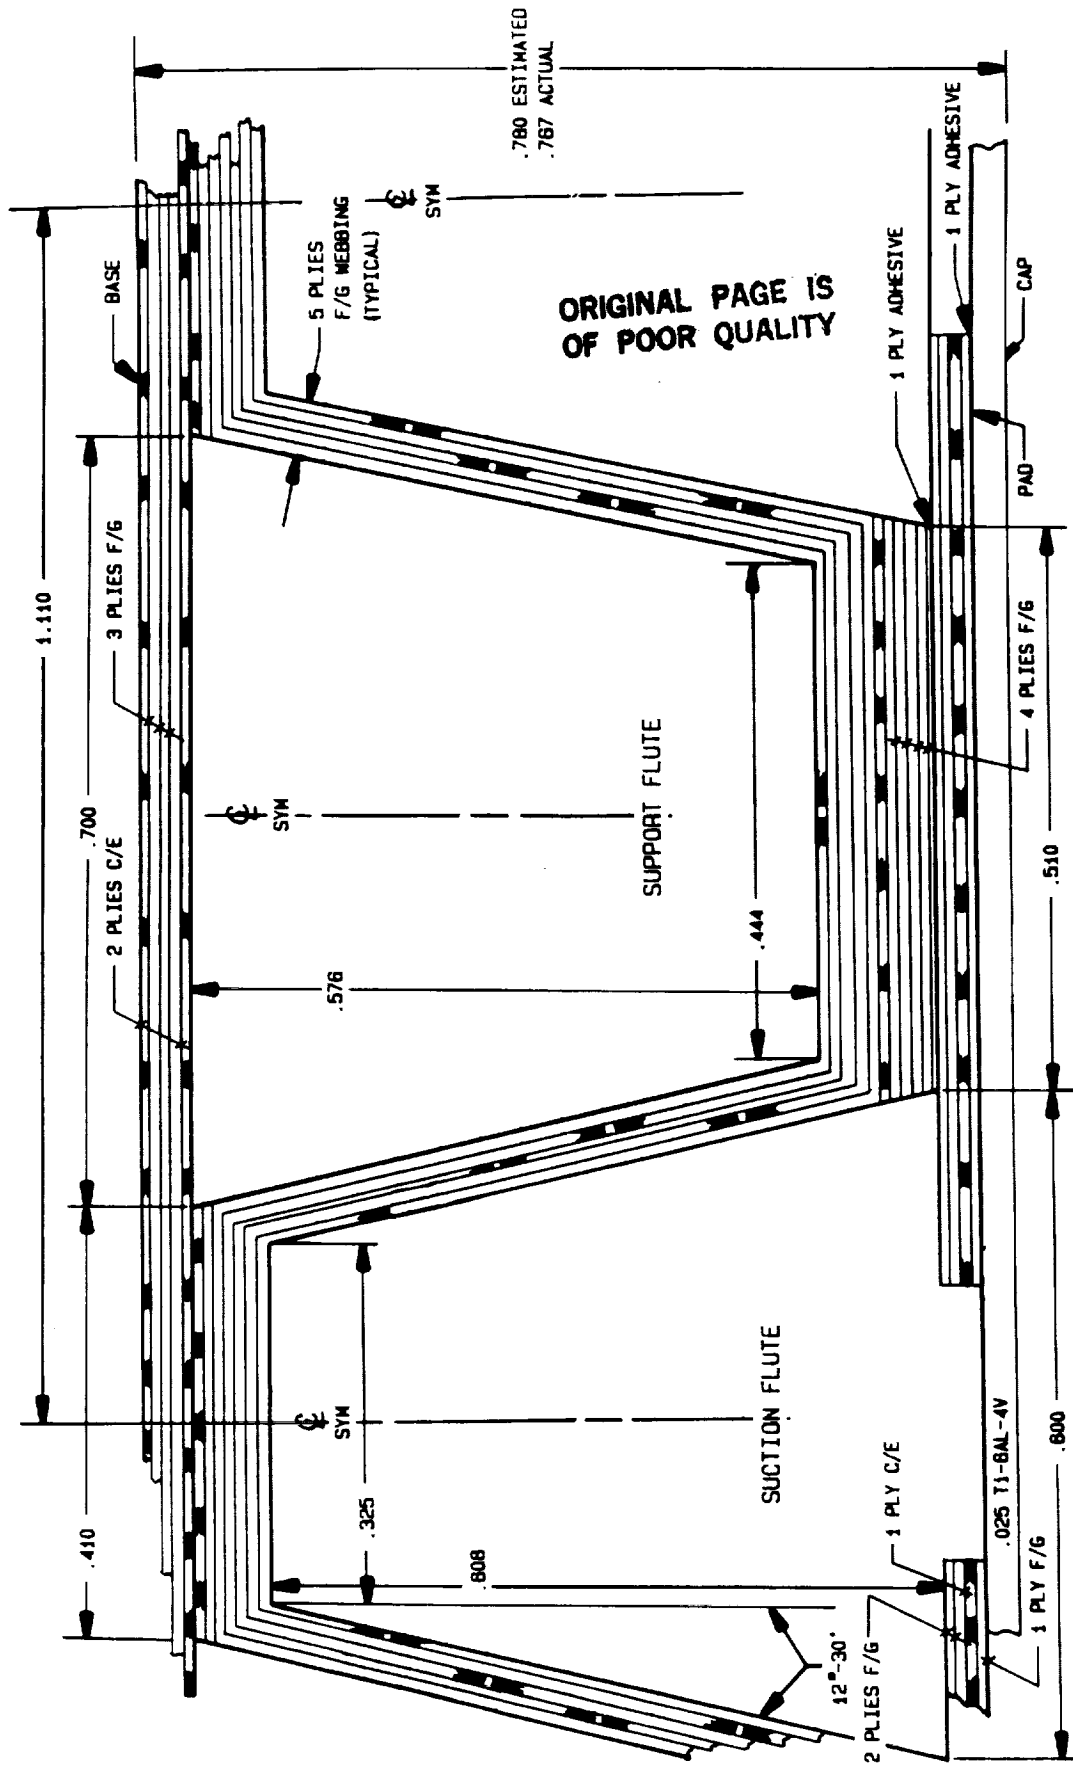 1.110
.700
.410
2 PLIES C/E
3 PLIES F/G
BASE
.780 ESTIMATED
.767 ACTUAL
5 PLIES
F/G WEBBING
(TYPICAL)
℄
SYM
℄
SYM
℄
SYM
.576
.325
.608
.444
SUPPORT FLUTE
SUCTION FLUTE
ORIGINAL PAGE IS
OF POOR QUALITY
12°-30'
2 PLIES F/G
1 PLY C/E
1 PLY ADHESIVE
1 PLY ADHESIVE
.025 Ti-6AL-4V
1 PLY F/G
4 PLIES F/G
PAD
CAP
.600
.510